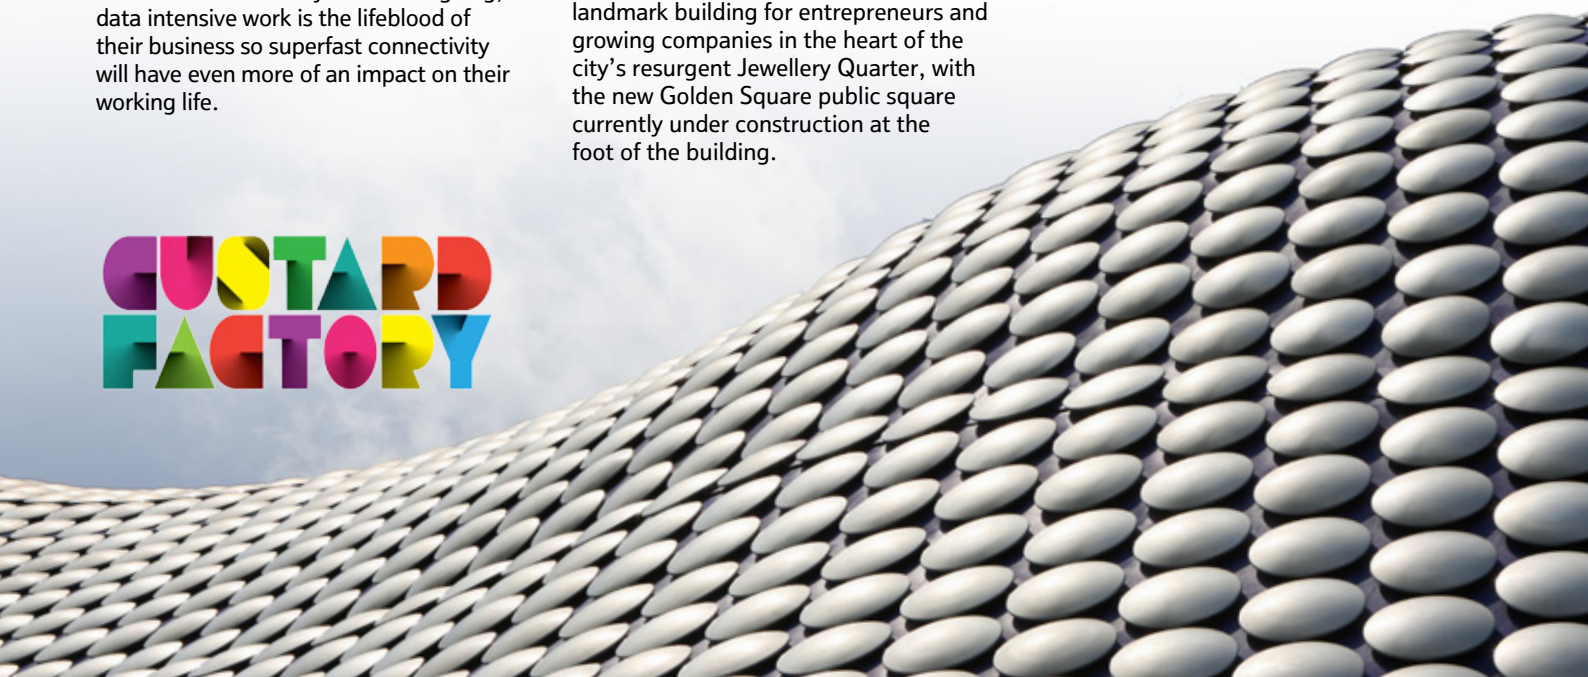 data intensive work is the lifeblood of
their business so superfast connectivity
will have even more of an impact on their
working life.
landmark building for entrepreneurs and
growing companies in the heart of the
city’s resurgent Jewellery Quarter, with
the new Golden Square public square
currently under construction at the
foot of the building.
CUSTARD
FACTORY